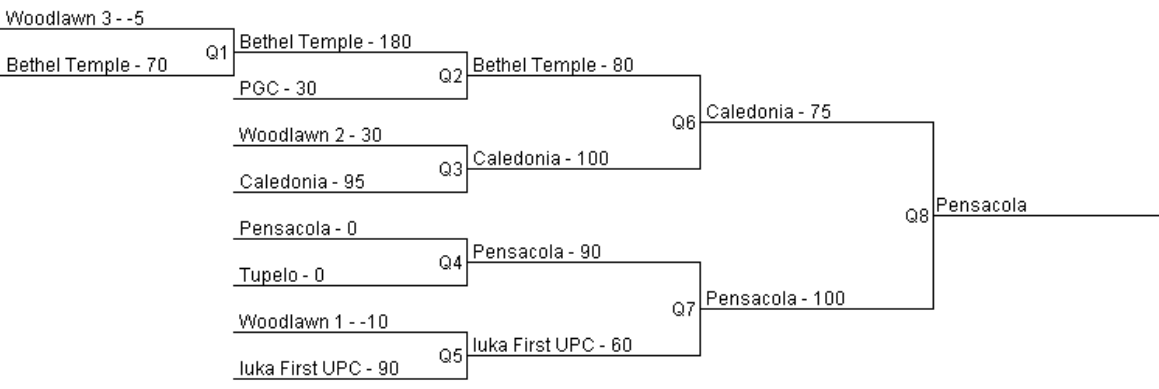 Woodlawn 3 - -5
Bethel Temple - 70
Q1
Bethel Temple - 180
PGC - 30
Q2
Woodlawn 2 - 30
Caledonia - 95
Q3
Pensacola - 0
Tupelo - 0
Q4
Woodlawn 1 - -10
Iuka First UPC - 90
Q5
Bethel Temple - 80
Caledonia - 100
Q6
Pensacola - 90
Iuka First UPC - 60
Q7
Caledonia - 75
Pensacola - 100
Q8
Pensacola